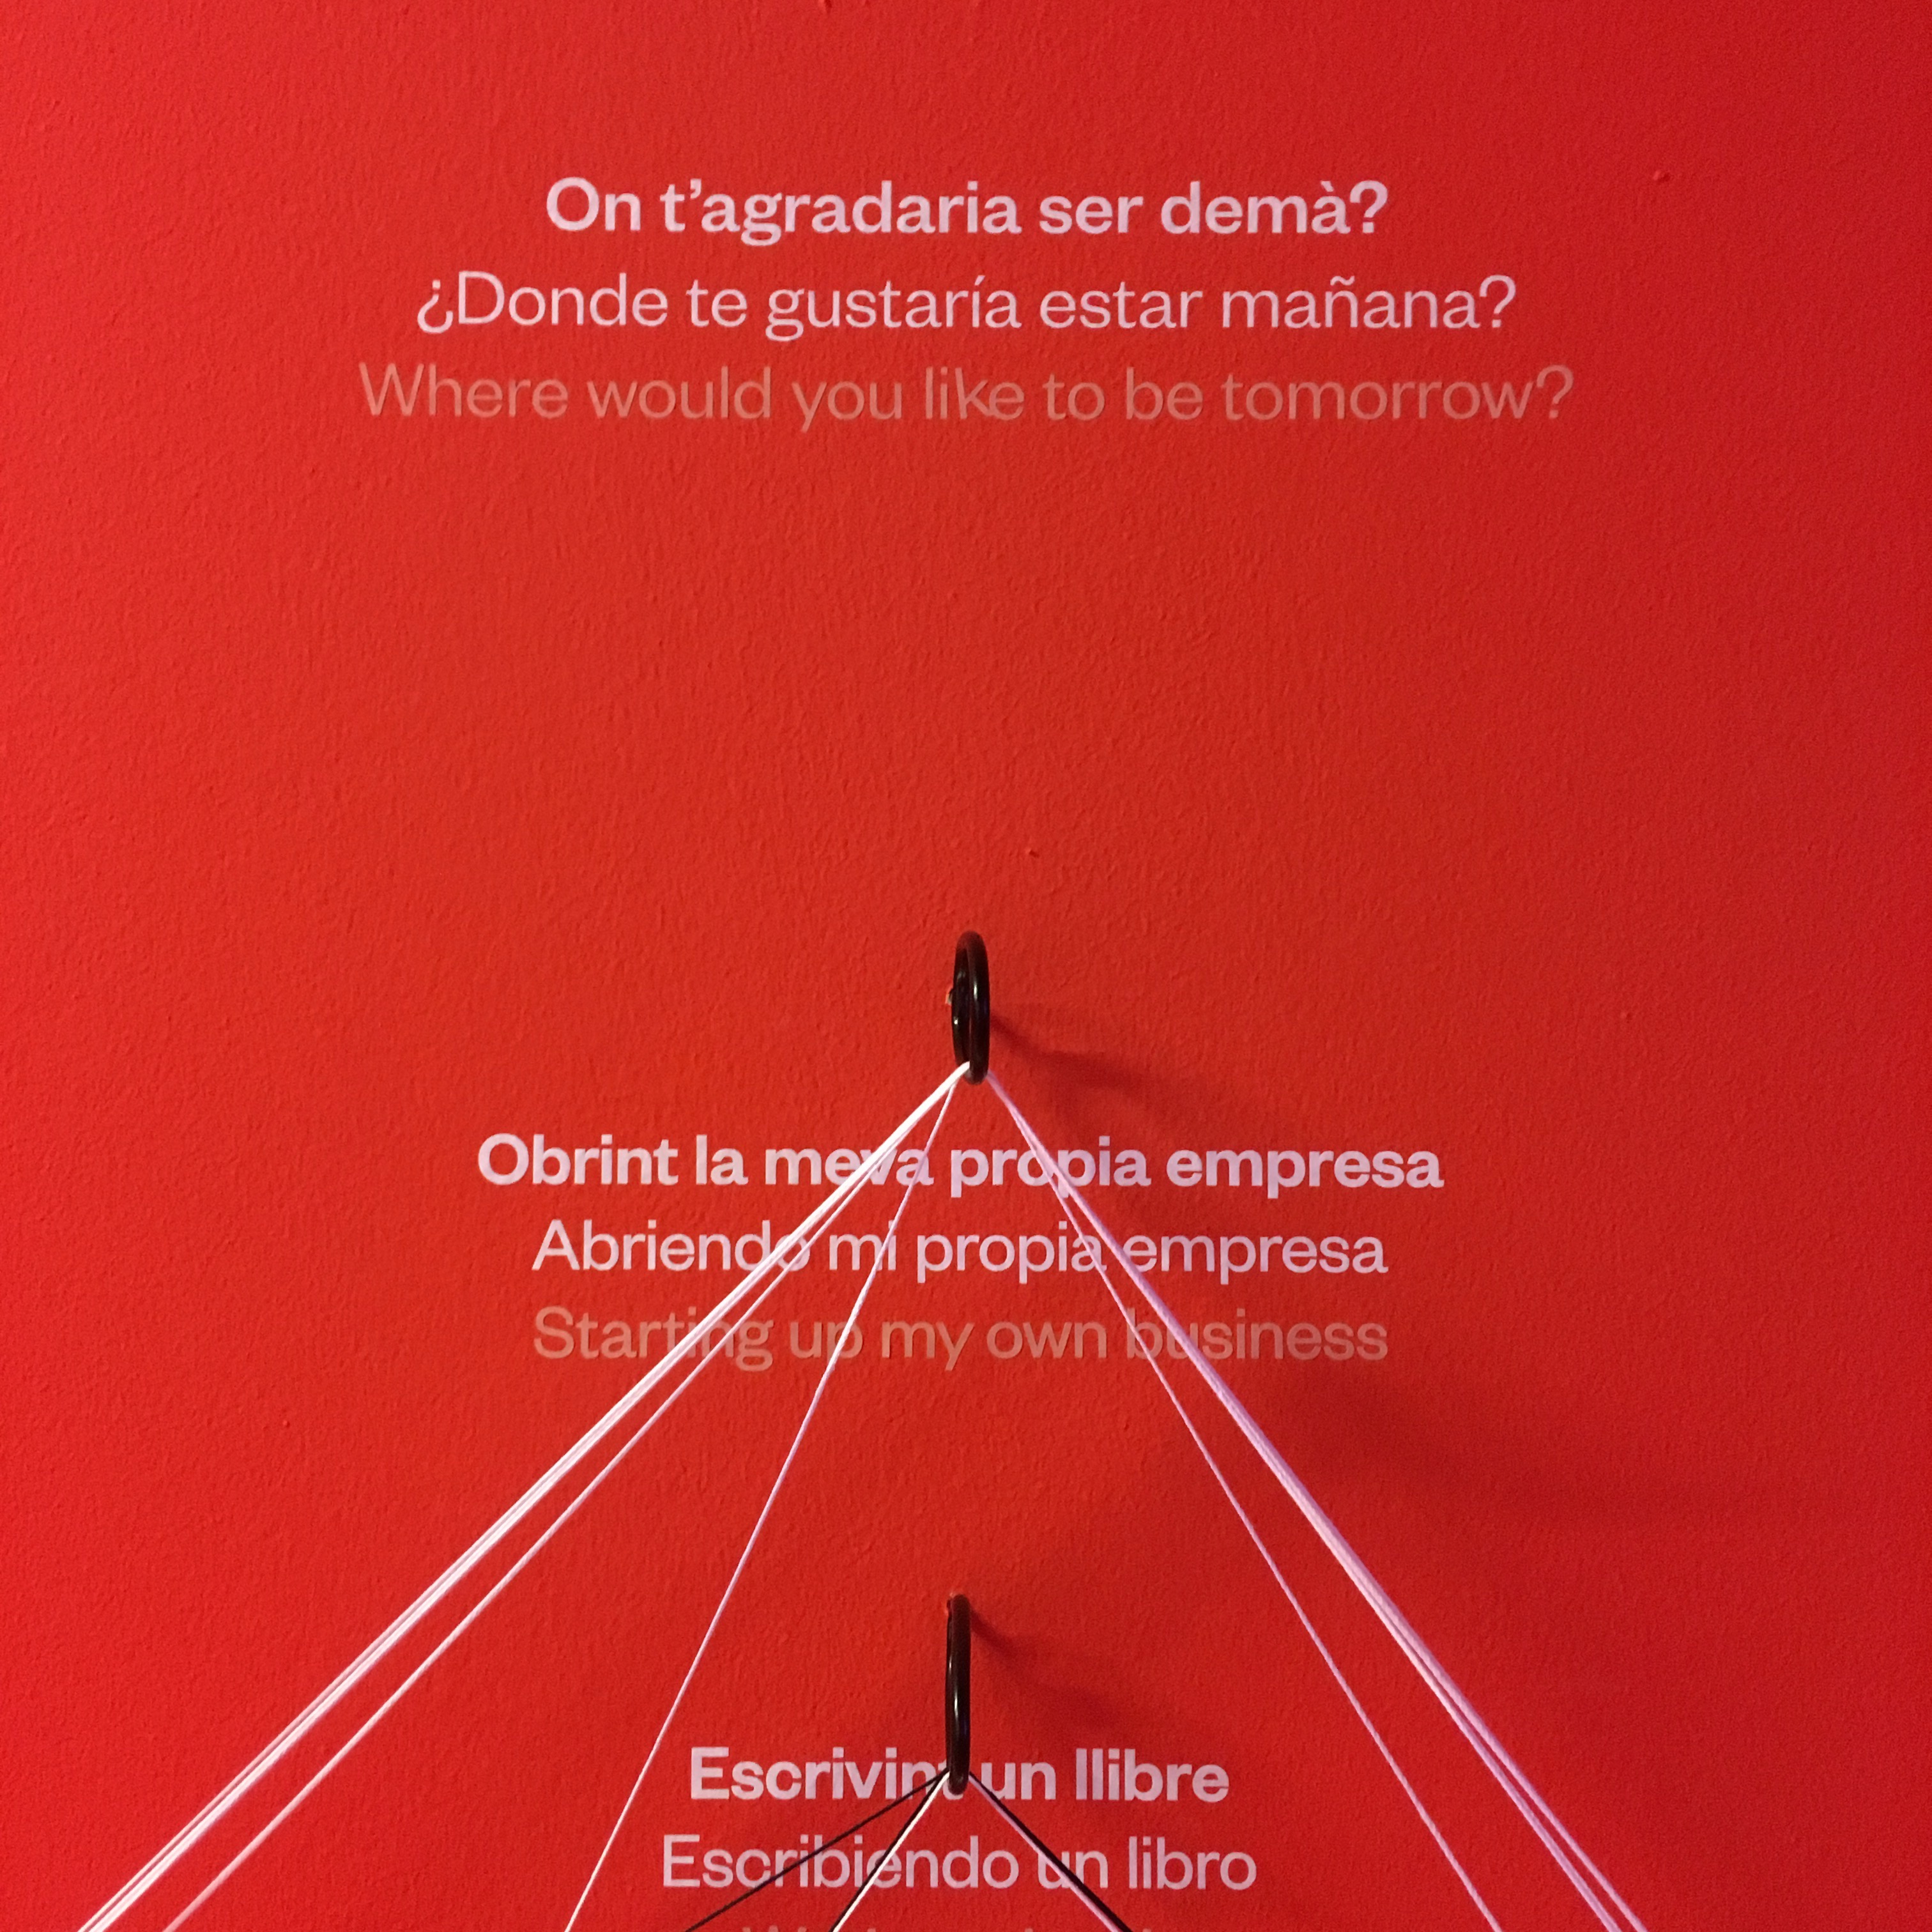 On t’agradaria ser demà?
¿Donde te gustaría estar mañana?
Where would you like to be tomorrow?
Obrint la meva propia empresa
Abriendo mi propia empresa
Starting up my own business
Escrivint un llibre
Escribiendo un libro